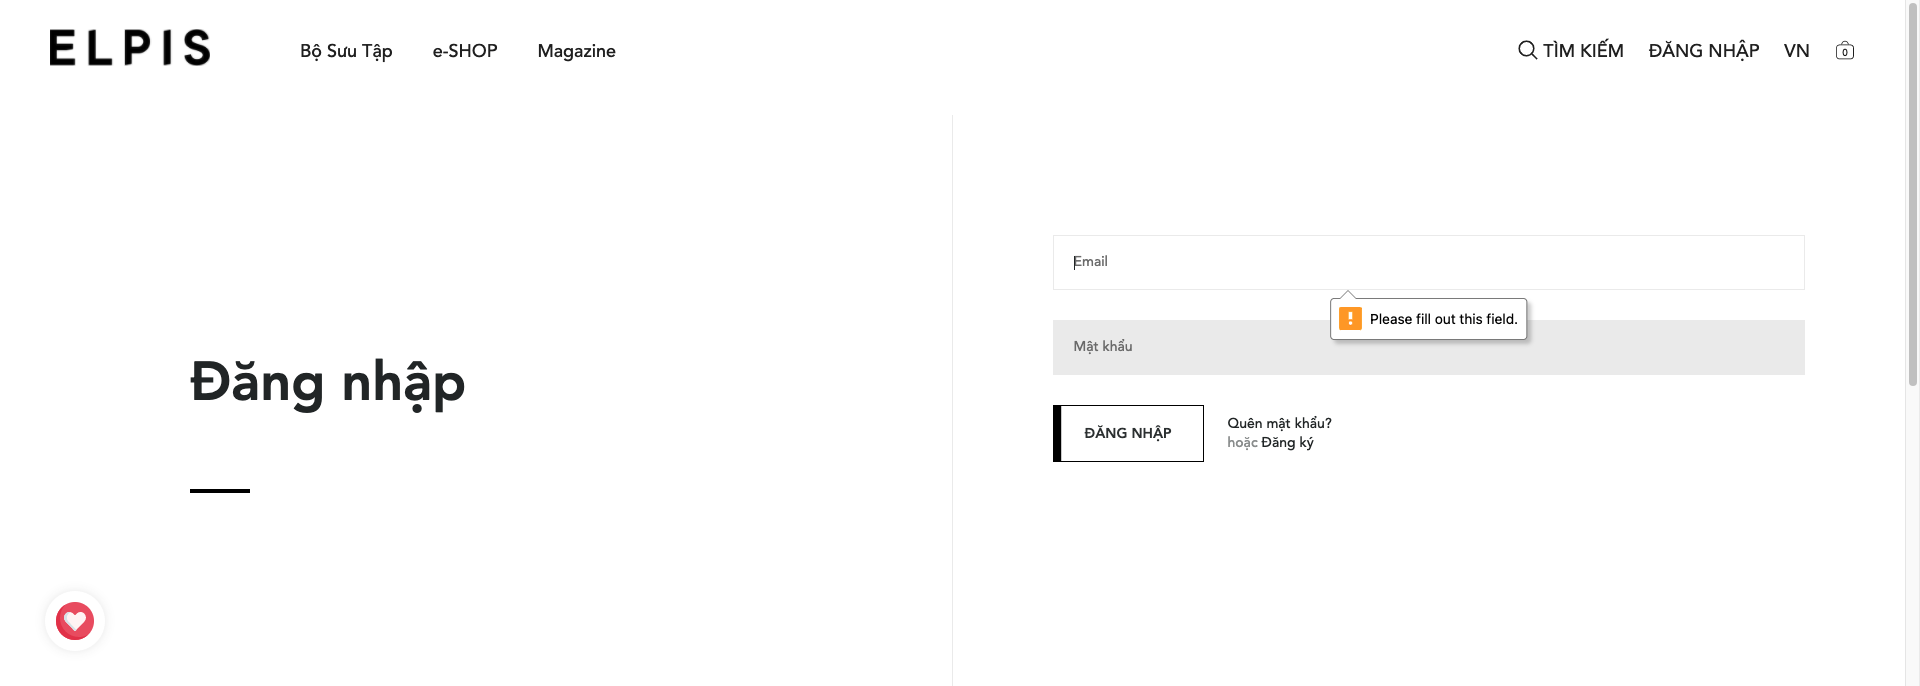 ELPIS
Bộ Sưu Tập
e-SHOP
Magazine
TÌM KIẾM
ĐĂNG NHẬP
VN
0
Đăng nhập
Email
Please fill out this field.
Mật khẩu
ĐĂNG NHẬP
Quên mật khẩu?
hoặc Đăng ký